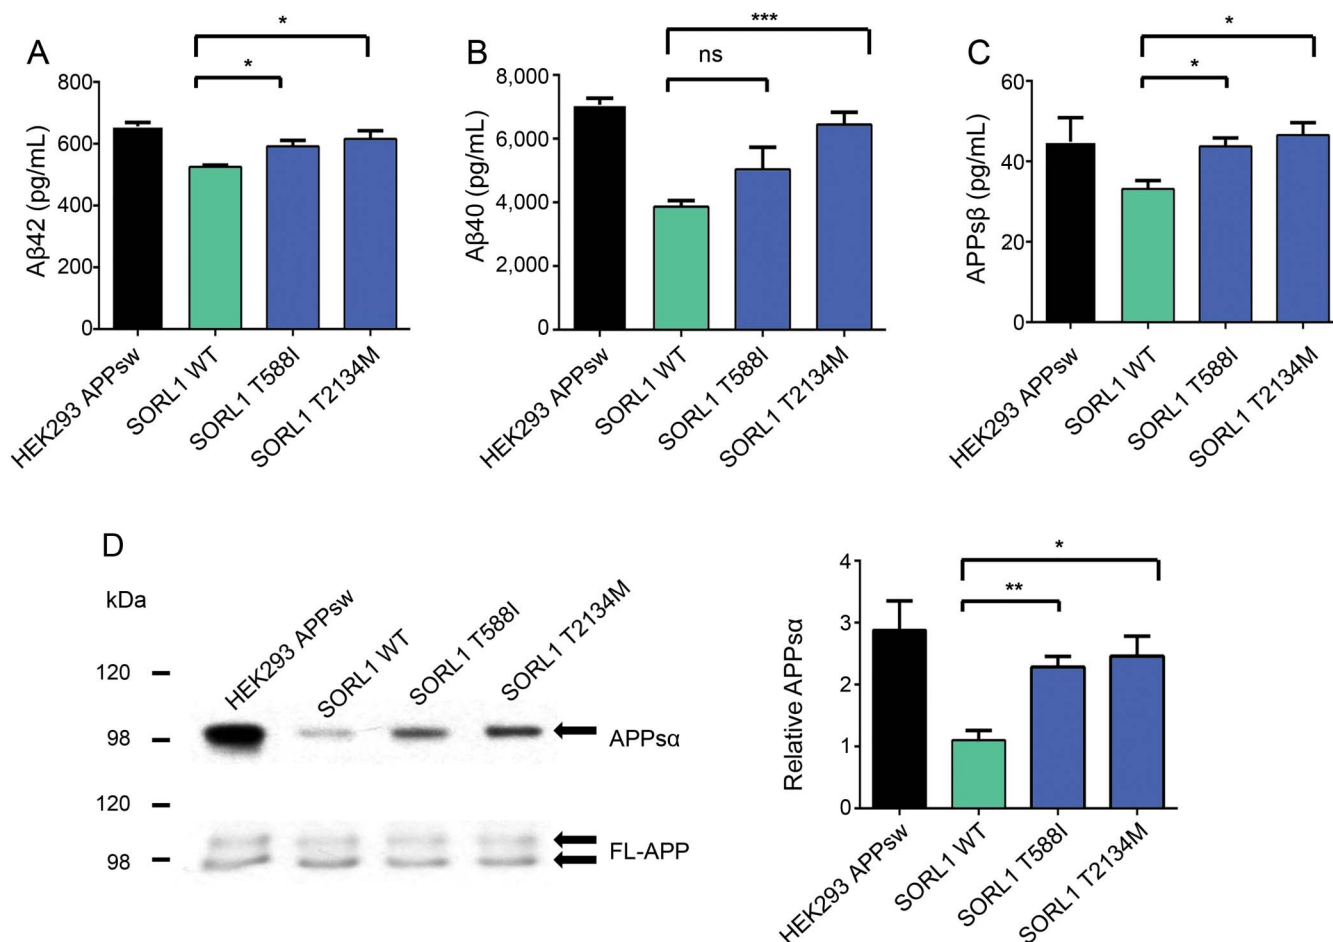 A
Aβ42 (pg/mL)
800
600
400
200
0
*
*
HEK293 APPsw
SORL1 WT
SORL1 T588I
SORL1 T2134M
B
Aβ40 (pg/mL)
8,000
6,000
4,000
2,000
0
***
ns
HEK293 APPsw
SORL1 WT
SORL1 T588I
SORL1 T2134M
C
APPsβ (pg/mL)
60
40
20
0
*
*
HEK293 APPsw
SORL1 WT
SORL1 T588I
SORL1 T2134M
D
kDa
HEK293 APPsw
SORL1 WT
SORL1 T588I
SORL1 T2134M
120
98
APPsα
120
98
FL-APP
Relative APPsα
4
3
2
1
0
*
**
HEK293 APPsw
SORL1 WT
SORL1 T588I
SORL1 T2134M